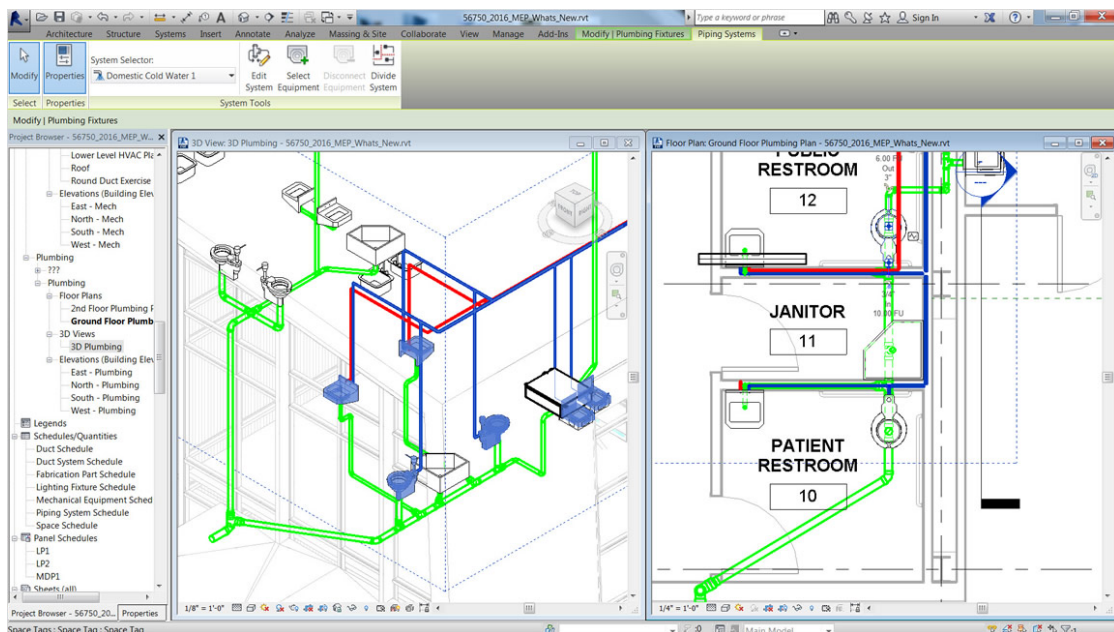 56750_2016_MEP_Whats_New.rvt
Type a keyword or phrase
Sign In
Architecture Structure Systems Insert Annotate Analyze Massing & Site Collaborate View Manage Add-Ins Modify | Plumbing Fixtures Piping Systems
System Selector:
Domestic Cold Water 1
Modify Properties Edit System Select Equipment Disconnect Equipment Divide System
Select Properties System Tools
Modify | Plumbing Fixtures
Project Browser - 56750_2016_MEP_W...
Lower Level HVAC Pla
Roof
Round Duct Exercise
Elevations (Building Elev
East - Mech
North - Mech
South - Mech
West - Mech
Plumbing
???
Plumbing
Floor Plans
2nd Floor Plumbing P
Ground Floor Plumb
3D Views
3D Plumbing
Elevations (Building Elev
East - Plumbing
North - Plumbing
South - Plumbing
West - Plumbing
Legends
Schedules/Quantities
Duct Schedule
Duct System Schedule
Fabrication Part Schedule
Lighting Fixture Schedule
Mechanical Equipment Sched
Piping System Schedule
Space Schedule
Panel Schedules
LP1
LP2
MDP1
Sheets (all)
Project Browser - 56750_20... Properties
Space Tags : Space Tag : Space Tag
3D View: 3D Plumbing - 56750_2016_MEP_Whats_New.rvt
TOP
FRONT
1/8" = 1'-0"
Floor Plan: Ground Floor Plumbing Plan - 56750_2016_MEP_Whats_New.rvt
PUBLIC
RESTROOM
12
6.00 FU
Out
3"
JANITOR
11
3/4"
10.00 FU
PATIENT
RESTROOM
10
1/4" = 1'-0"
:0
Main Model